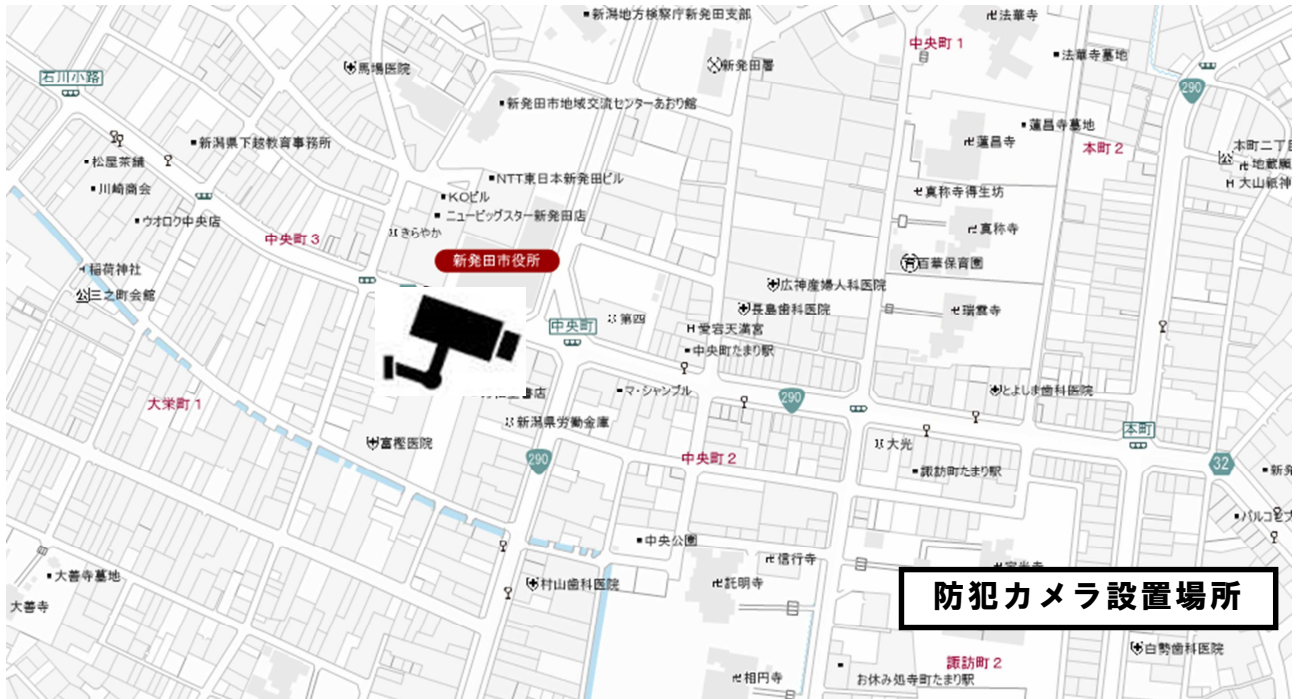 新潟地方検察庁新発田支部
法華寺
中央町1
法華寺墓地
新発田署
馬場医院
石川小路
290
新発田市地域交流センターあおり館
蓮昌寺墓地
新潟県下越教育事務所
蓮昌寺
本町2
本町二丁目
松屋茶舗
地蔵願
NTT東日本新発田ビル
大山祇神
川崎商会
KOビル
真称寺得生坊
ニュービッグスター新発田店
ウオロク中央店
きらやか
真称寺
中央町3
新発田市役所
百華保育園
稲荷神社
広神産婦人科医院
三之町会館
長島歯科医院
瑞雲寺
第四
中央町
愛宕天満宮
中央町たまり駅
マ・シャンブル
とよしま歯科医院
書店
290
大栄町1
新潟県労働金庫
本町
富樫医院
大光
中央町2
290
32
諏訪町たまり駅
新発
パルコピア
中央公園
信行寺
大善寺墓地
村山歯科医院
託明寺
防犯カメラ設置場所
大善寺
白勢歯科医院
諏訪町2
相円寺
お休み処寺町たまり駅